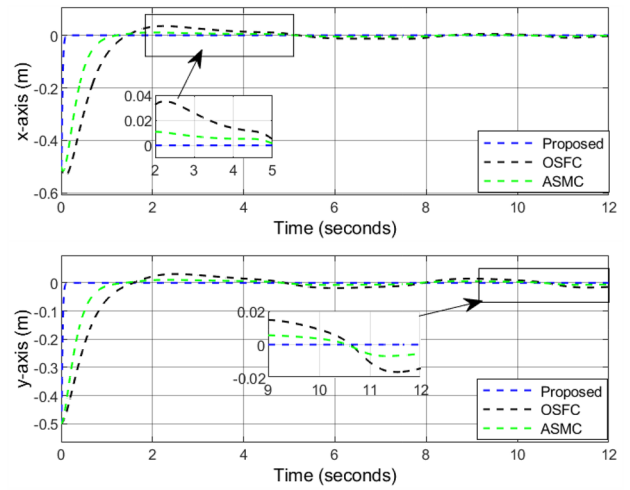 0
-0.2
-0.4
-0.6
x-axis (m)
0.04
0.02
0
2 3 4 5
Proposed
OSFC
ASMC
0 2 4 6 8 10 12
Time (seconds)
0
-0.1
-0.2
-0.3
-0.4
-0.5
y-axis (m)
0.02
0
-0.02
9 10 11 12
Proposed
OSFC
ASMC
0 2 4 6 8 10 12
Time (seconds)